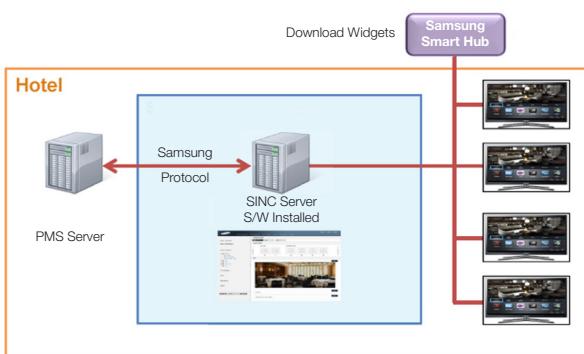 Download Widgets
Samsung
Smart Hub
Hotel
Samsung
Protocol
SINC Server
S/W Installed
PMS Server